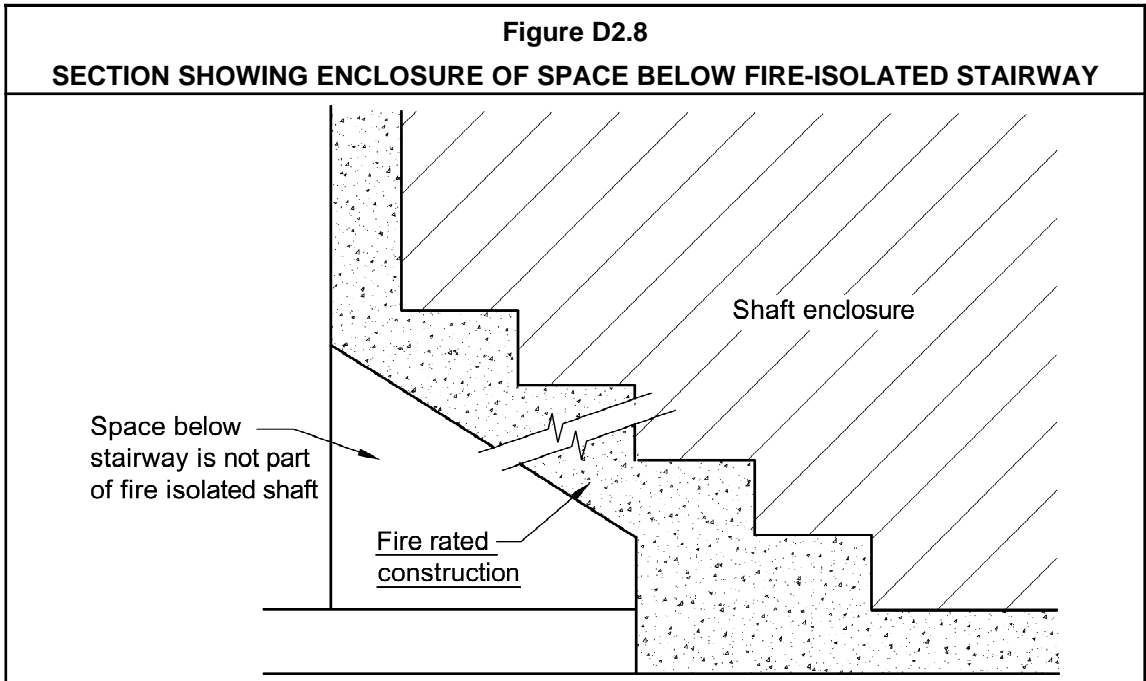 Figure D2.8
SECTION SHOWING ENCLOSURE OF SPACE BELOW FIRE-ISOLATED STAIRWAY
Shaft enclosure
Space below
stairway is not part
of fire isolated shaft
Fire rated
construction